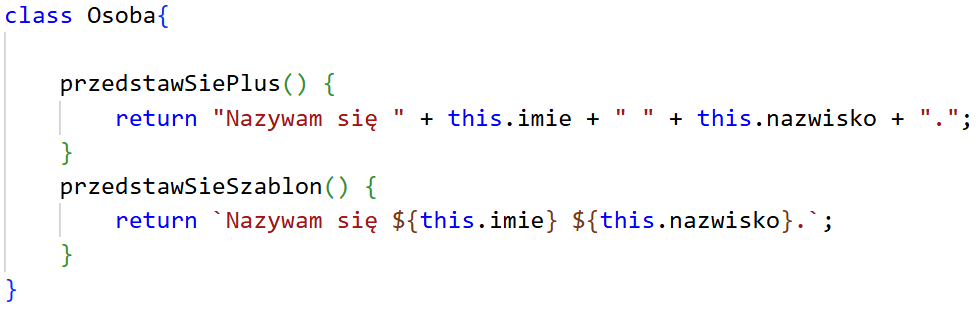 class Osoba{
przedstawSiePlus() {
return "Nazywam się " + this.imie + " " + this.nazwisko + ".";
}
przedstawSieSzablon() {
return `Nazywam się ${this.imie} ${this.nazwisko}.`;
}
}